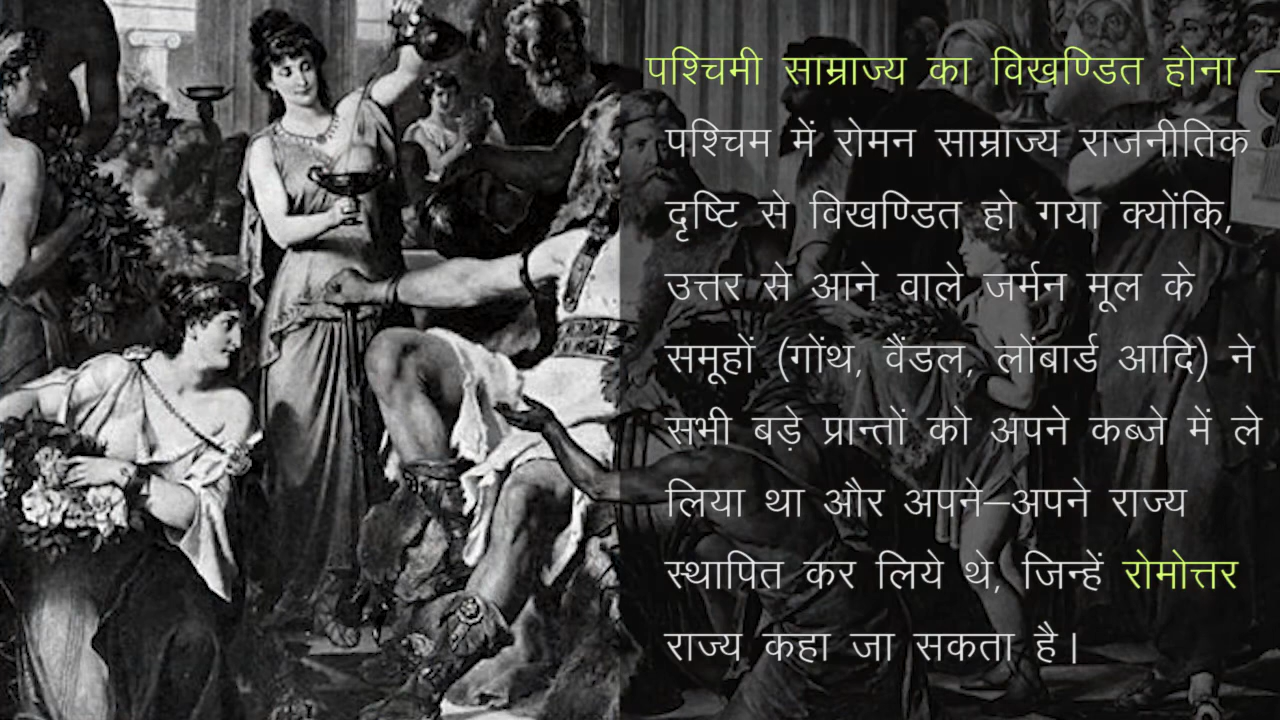 पश्चिमी साम्राज्य का विखण्डित होना –
पश्चिम में रोमन साम्राज्य राजनीतिक
दृष्टि से विखण्डित हो गया क्योंकि,
उत्तर से आने वाले जर्मन मूल के
समूहों (गोंथ, वैंडल, लोंबार्ड आदि) ने
सभी बड़े प्रान्तों को अपने कब्जे में ले
लिया था और अपने–अपने राज्य
स्थापित कर लिये थे, जिन्हें रोमोत्तर
राज्य कहा जा सकता है।